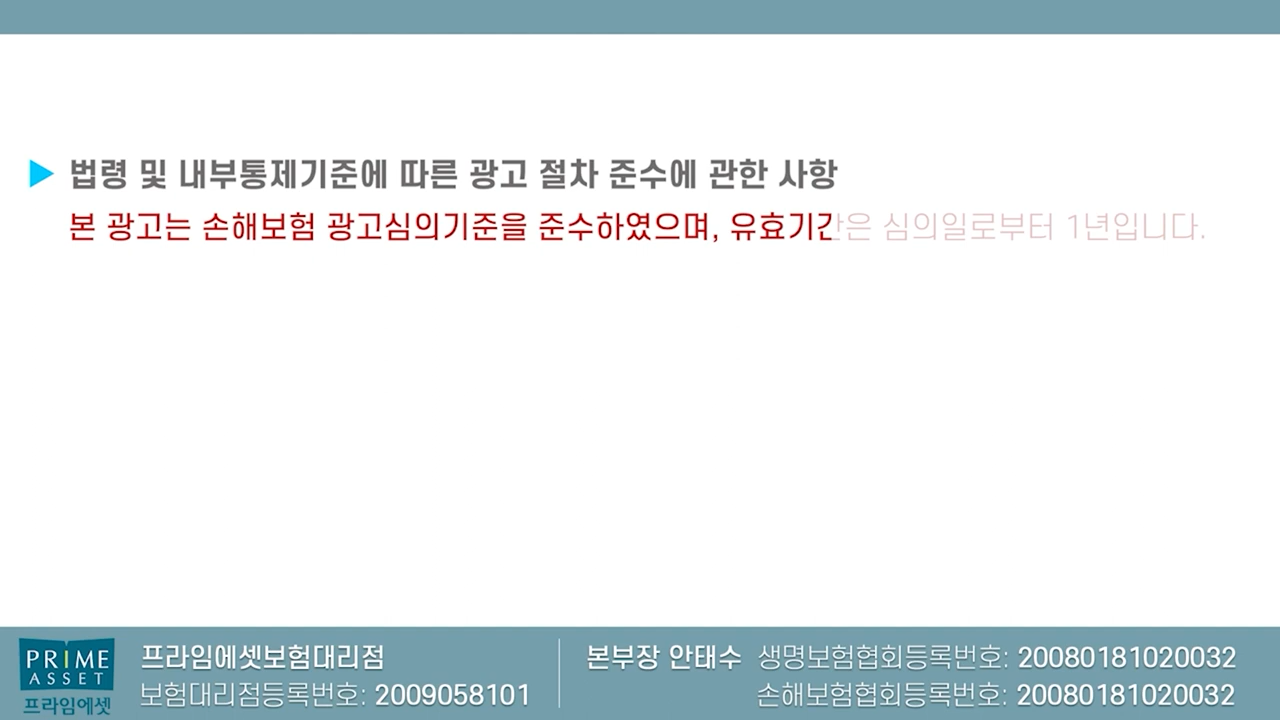 ▶ 법령 및 내부통제기준에 따른 광고 절차 준수에 관한 사항
본 광고는 손해보험 광고심의기준을 준수하였으며, 유효기간은 심의일로부터 1년입니다.
PRIME
ASSET
프라임에셋
프라임에셋보험대리점
보험대리점등록번호: 2009058101
본부장 안태수 생명보험협회등록번호: 20080181020032
손해보험협회등록번호: 20080181020032